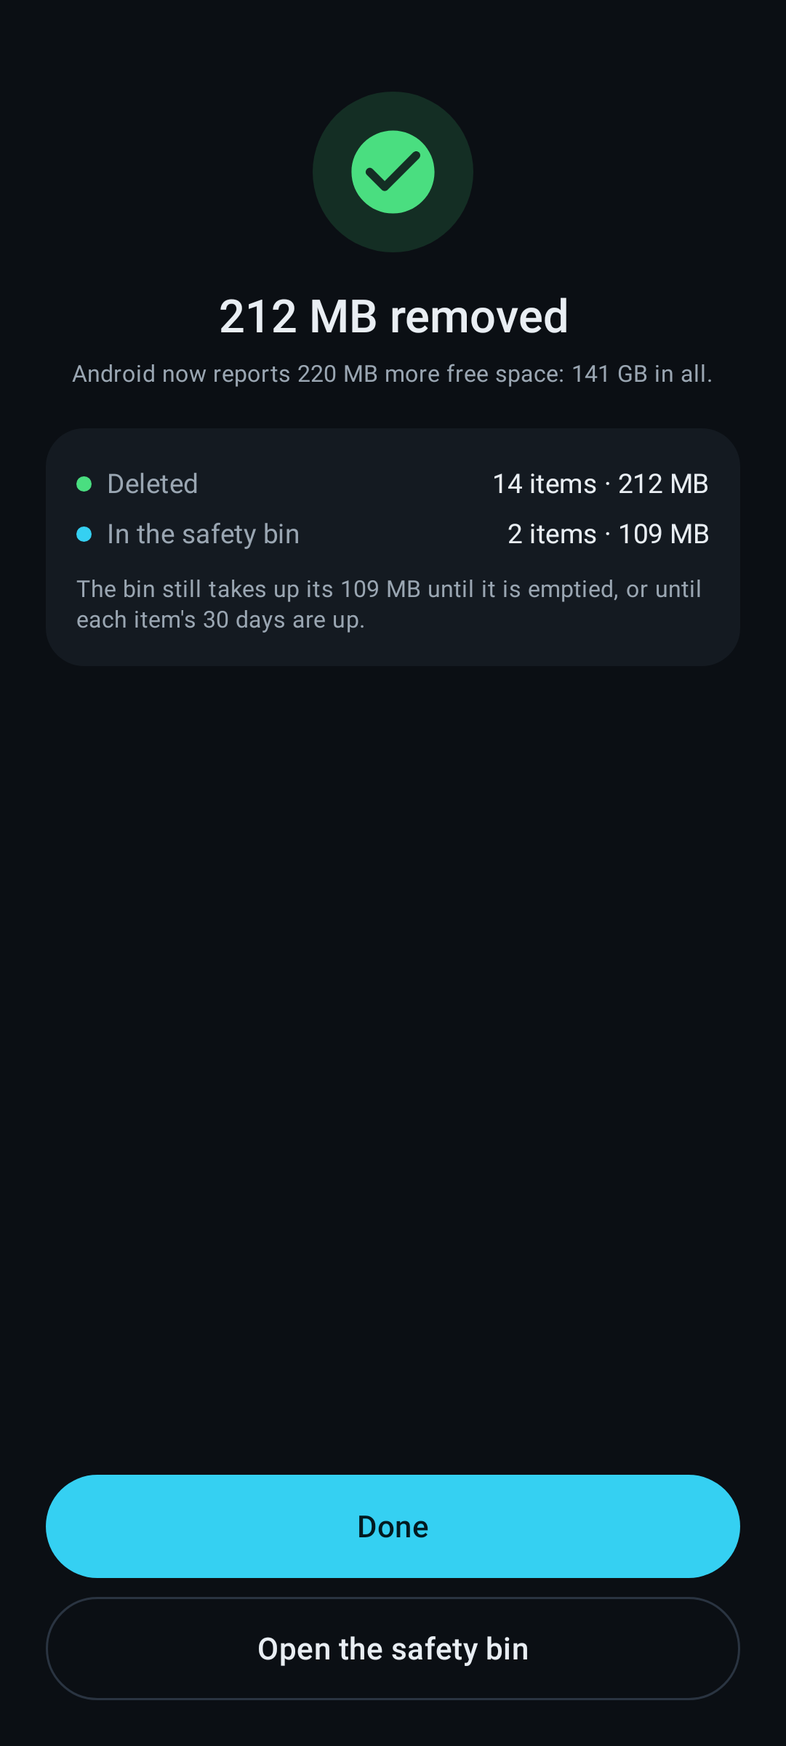 212 MB removed
Android now reports 220 MB more free space: 141 GB in all.
Deleted 14 items · 212 MB
In the safety bin 2 items · 109 MB
The bin still takes up its 109 MB until it is emptied, or until
each item's 30 days are up.
Done
Open the safety bin